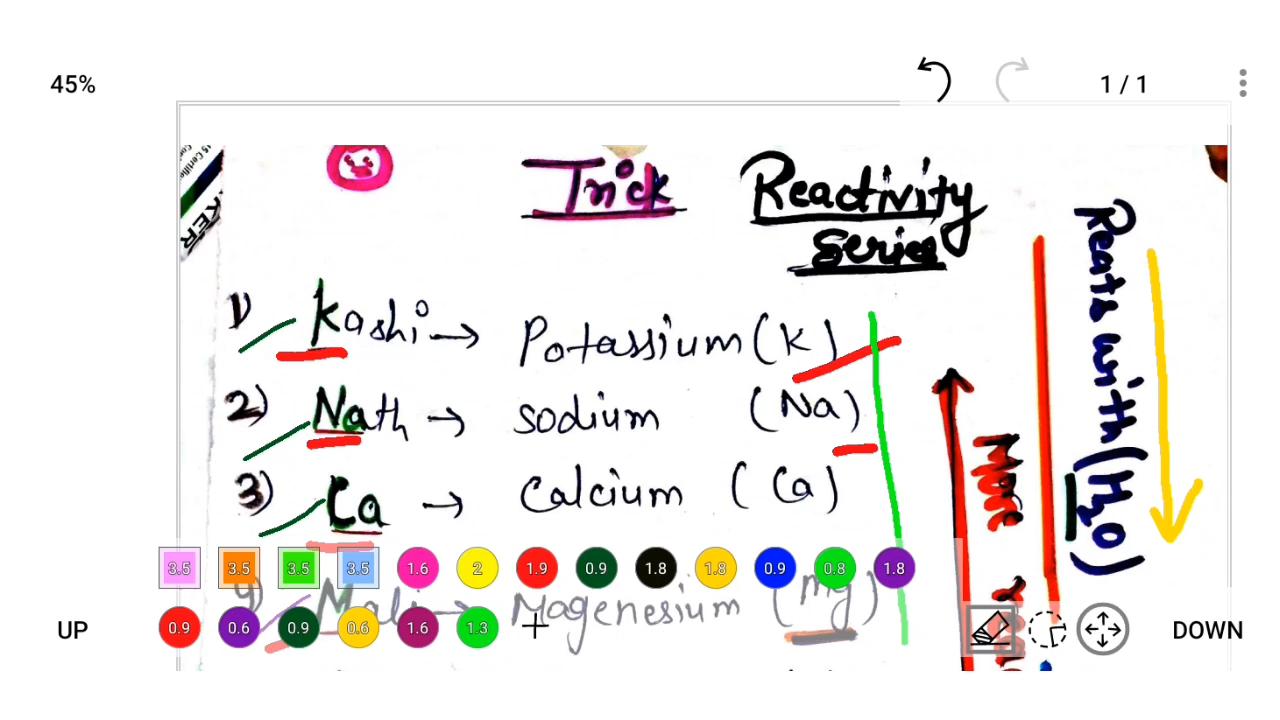 45%
1 / 1
Trick
Reactivity
Series
1) Kashi → Potassium (K)
2) Nath → sodium (Na)
3) Ca → Calcium (Ca)
4) Mali → Magenesium (Mg)
More
Reats with (H2O)
KER
3.5 3.5 3.5 3.5 1.6 2 1.9 0.9 1.8 1.8 0.9 0.8 1.8
UP 0.9 0.6 0.9 0.6 1.6 1.3 + DOWN